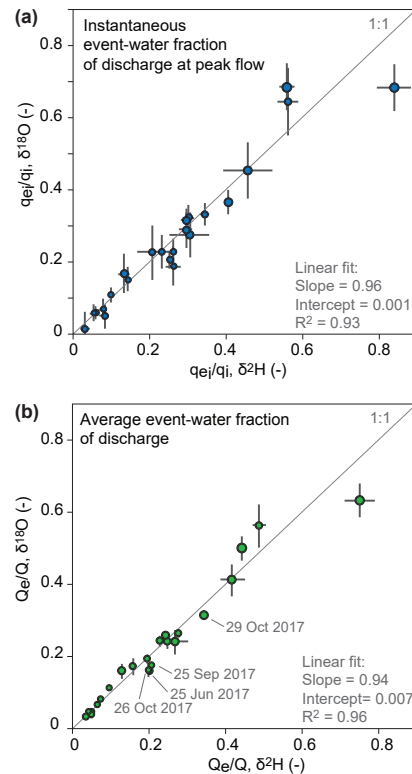 (a)
Instantaneous
event-water fraction
of discharge at peak flow
1:1
0.8
0.6
0.4
0.2
0
qei/qi, δ18O (-)
Linear fit:
Slope = 0.96
Intercept = 0.001
R2 = 0.93
0 0.2 0.4 0.6 0.8
qei/qi, δ2H (-)
(b)
Average event-water fraction
of discharge
1:1
0.8
0.6
0.4
0.2
0
Qe/Q, δ18O (-)
29 Oct 2017
25 Sep 2017
25 Jun 2017
26 Oct 2017
Linear fit:
Slope = 0.94
Intercept= 0.007
R2 = 0.96
0 0.2 0.4 0.6 0.8
Qe/Q, δ2H (-)